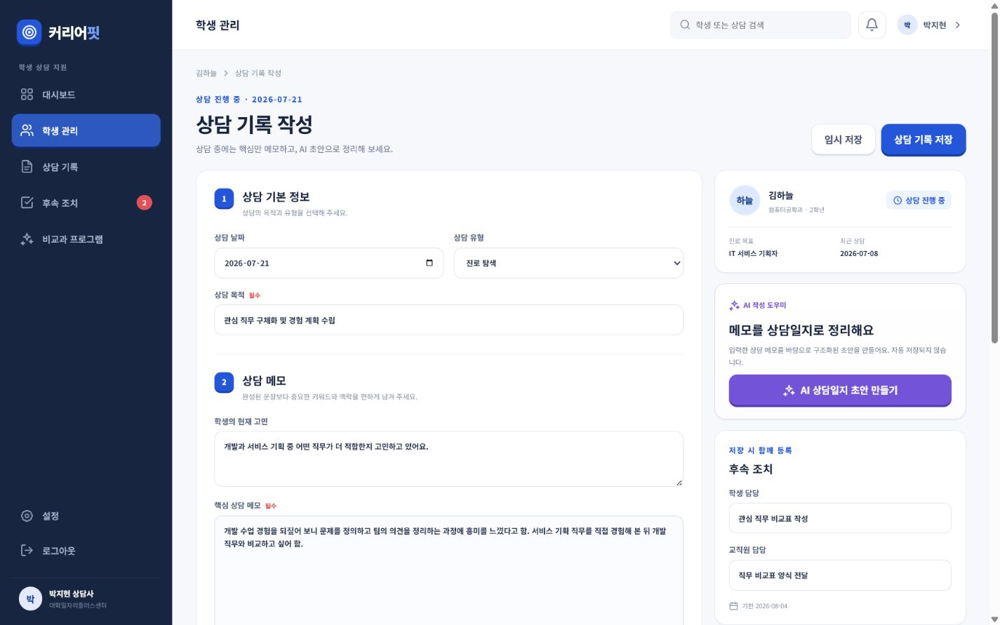 커리어핏
학생 상담 지원
대시보드
학생 관리
상담 기록
후속 조치
2
비교과 프로그램
설정
로그아웃
박
박지현 상담사
대학일자리플러스센터
학생 관리
학생 또는 상담 검색
박
박지현
김하늘
상담 기록 작성
상담 진행 중 · 2026-07-21
상담 기록 작성
상담 중에는 핵심만 메모하고, AI 초안으로 정리해 보세요.
임시 저장
상담 기록 저장
1
상담 기본 정보
상담의 목적과 유형을 선택해 주세요.
상담 날짜
2026-07-21
상담 유형
진로 탐색
상담 목적 필수
관심 직무 구체화 및 경험 계획 수립
2
상담 메모
완성된 문장보다 중요한 키워드와 맥락을 편하게 남겨 주세요.
학생의 현재 고민
개발과 서비스 기획 중 어떤 직무가 더 적합한지 고민하고 있어요.
핵심 상담 메모 필수
개발 수업 경험을 되짚어 보니 문제를 정의하고 팀의 의견을 정리하는 과정에 흥미를 느꼈다고 함. 서비스 기획 직무를 직접 경험해 본 뒤 개발
직무와 비교하고 싶어 함.
하늘
김하늘
컴퓨터공학과 · 2학년
상담 진행 중
진로 목표
IT 서비스 기획자
최근 상담
2026-07-08
AI 작성 도우미
메모를 상담일지로 정리해요
입력한 상담 메모를 바탕으로 구조화된 초안을 만들어요. 자동 저장되지 않습
니다.
AI 상담일지 초안 만들기
저장 시 함께 등록
후속 조치
학생 담당
관심 직무 비교표 작성
교직원 담당
직무 비교표 양식 전달
기한 2026-08-04